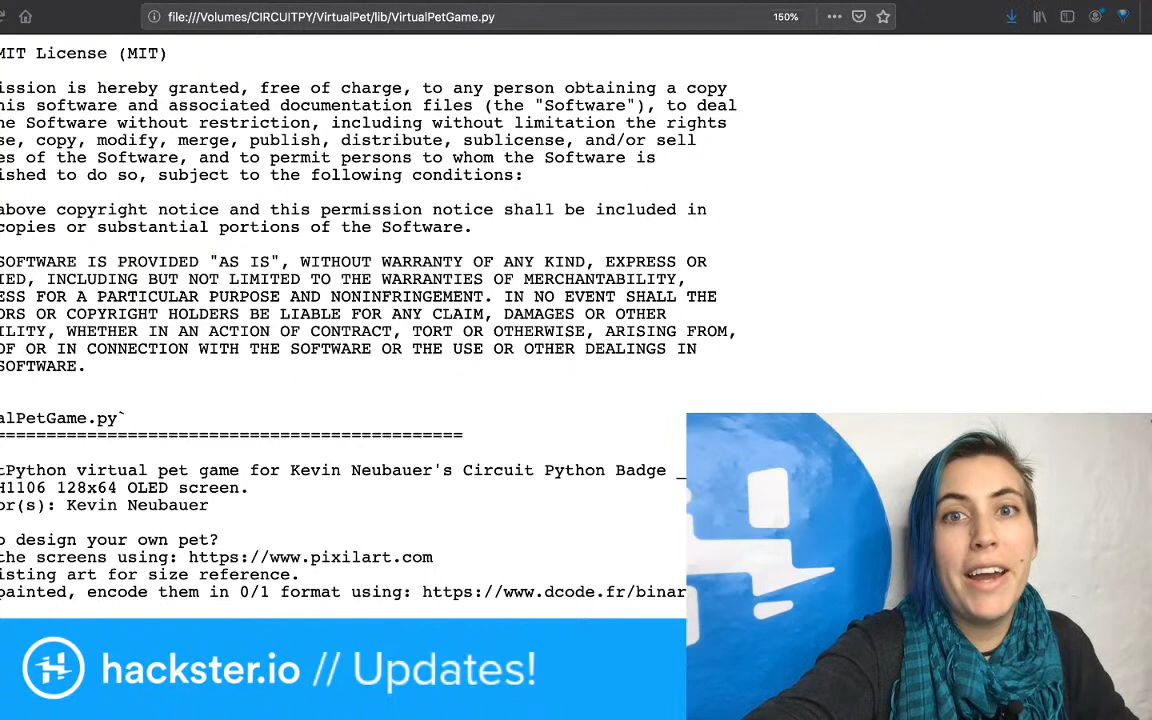 file:///Volumes/CIRCUITPY/VirtualPet/lib/VirtualPetGame.py
150%
MIT License (MIT)
ission is hereby granted, free of charge, to any person obtaining a copy
his software and associated documentation files (the "Software"), to deal
he Software without restriction, including without limitation the rights
se, copy, modify, merge, publish, distribute, sublicense, and/or sell
es of the Software, and to permit persons to whom the Software is
ished to do so, subject to the following conditions:
above copyright notice and this permission notice shall be included in
copies or substantial portions of the Software.
SOFTWARE IS PROVIDED "AS IS", WITHOUT WARRANTY OF ANY KIND, EXPRESS OR
IED, INCLUDING BUT NOT LIMITED TO THE WARRANTIES OF MERCHANTABILITY,
ESS FOR A PARTICULAR PURPOSE AND NONINFRINGEMENT. IN NO EVENT SHALL THE
ORS OR COPYRIGHT HOLDERS BE LIABLE FOR ANY CLAIM, DAMAGES OR OTHER
ILITY, WHETHER IN AN ACTION OF CONTRACT, TORT OR OTHERWISE, ARISING FROM,
OF OR IN CONNECTION WITH THE SOFTWARE OR THE USE OR OTHER DEALINGS IN
SOFTWARE.
alPetGame.py`
==============================================
tPython virtual pet game for Kevin Neubauer's Circuit Python Badge _
H1106 128x64 OLED screen.
or(s): Kevin Neubauer
o design your own pet?
the screens using: https://www.pixilart.com
isting art for size reference.
painted, encode them in 0/1 format using: https://www.dcode.fr/binar
hackster.io // Updates!